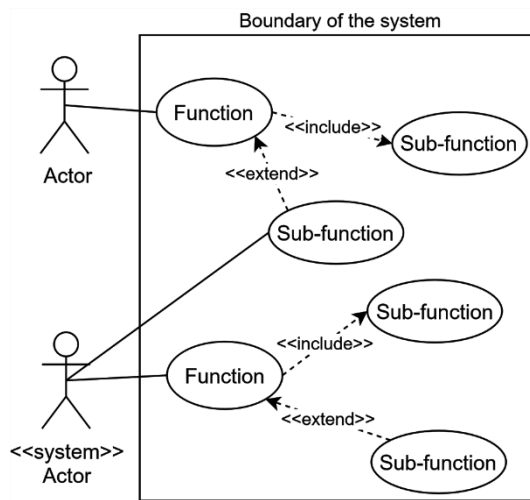 Boundary of the system
Function
<<include>>
Sub-function
Actor
<<extend>>
Sub-function
Sub-function
<<include>>
Function
<<extend>>
<<system>>
Actor
Sub-function